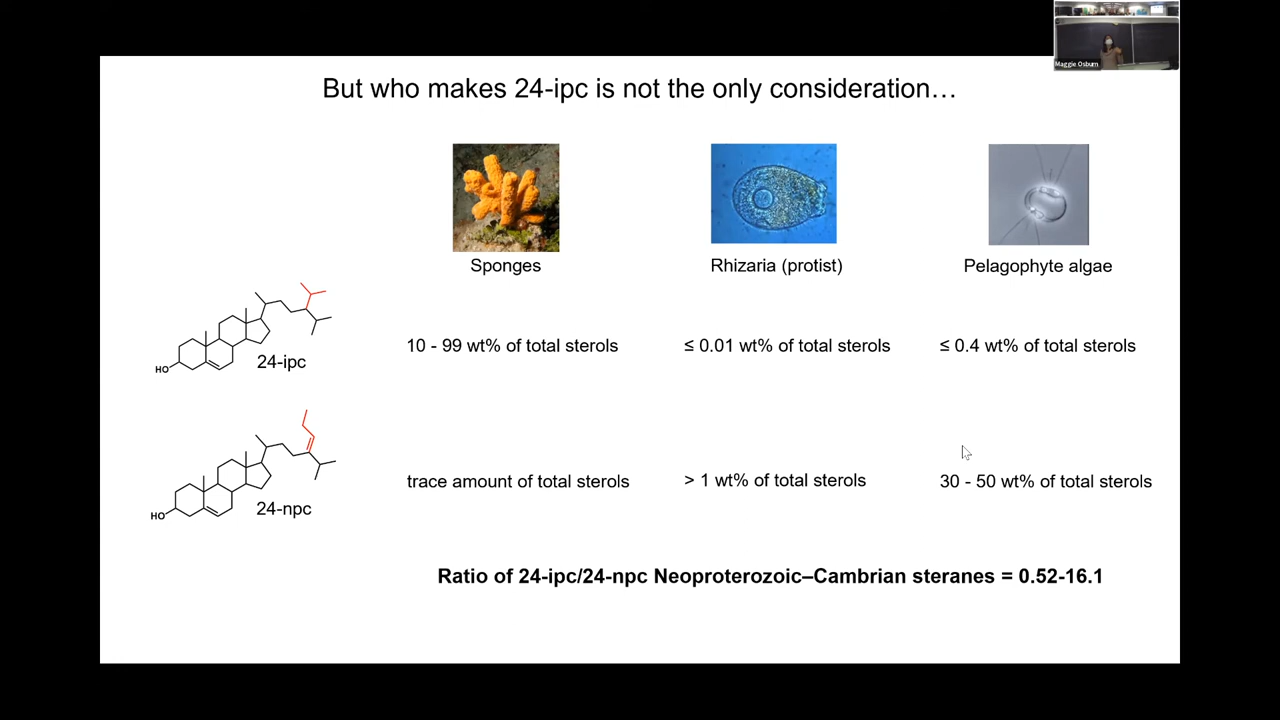 Maggie Osburn
But who makes 24-ipc is not the only consideration…
Sponges
Rhizaria (protist)
Pelagophyte algae
HO
24-ipc
10 - 99 wt% of total sterols
≤ 0.01 wt% of total sterols
≤ 0.4 wt% of total sterols
HO
24-npc
trace amount of total sterols
> 1 wt% of total sterols
30 - 50 wt% of total sterols
Ratio of 24-ipc/24-npc Neoproterozoic–Cambrian steranes = 0.52-16.1